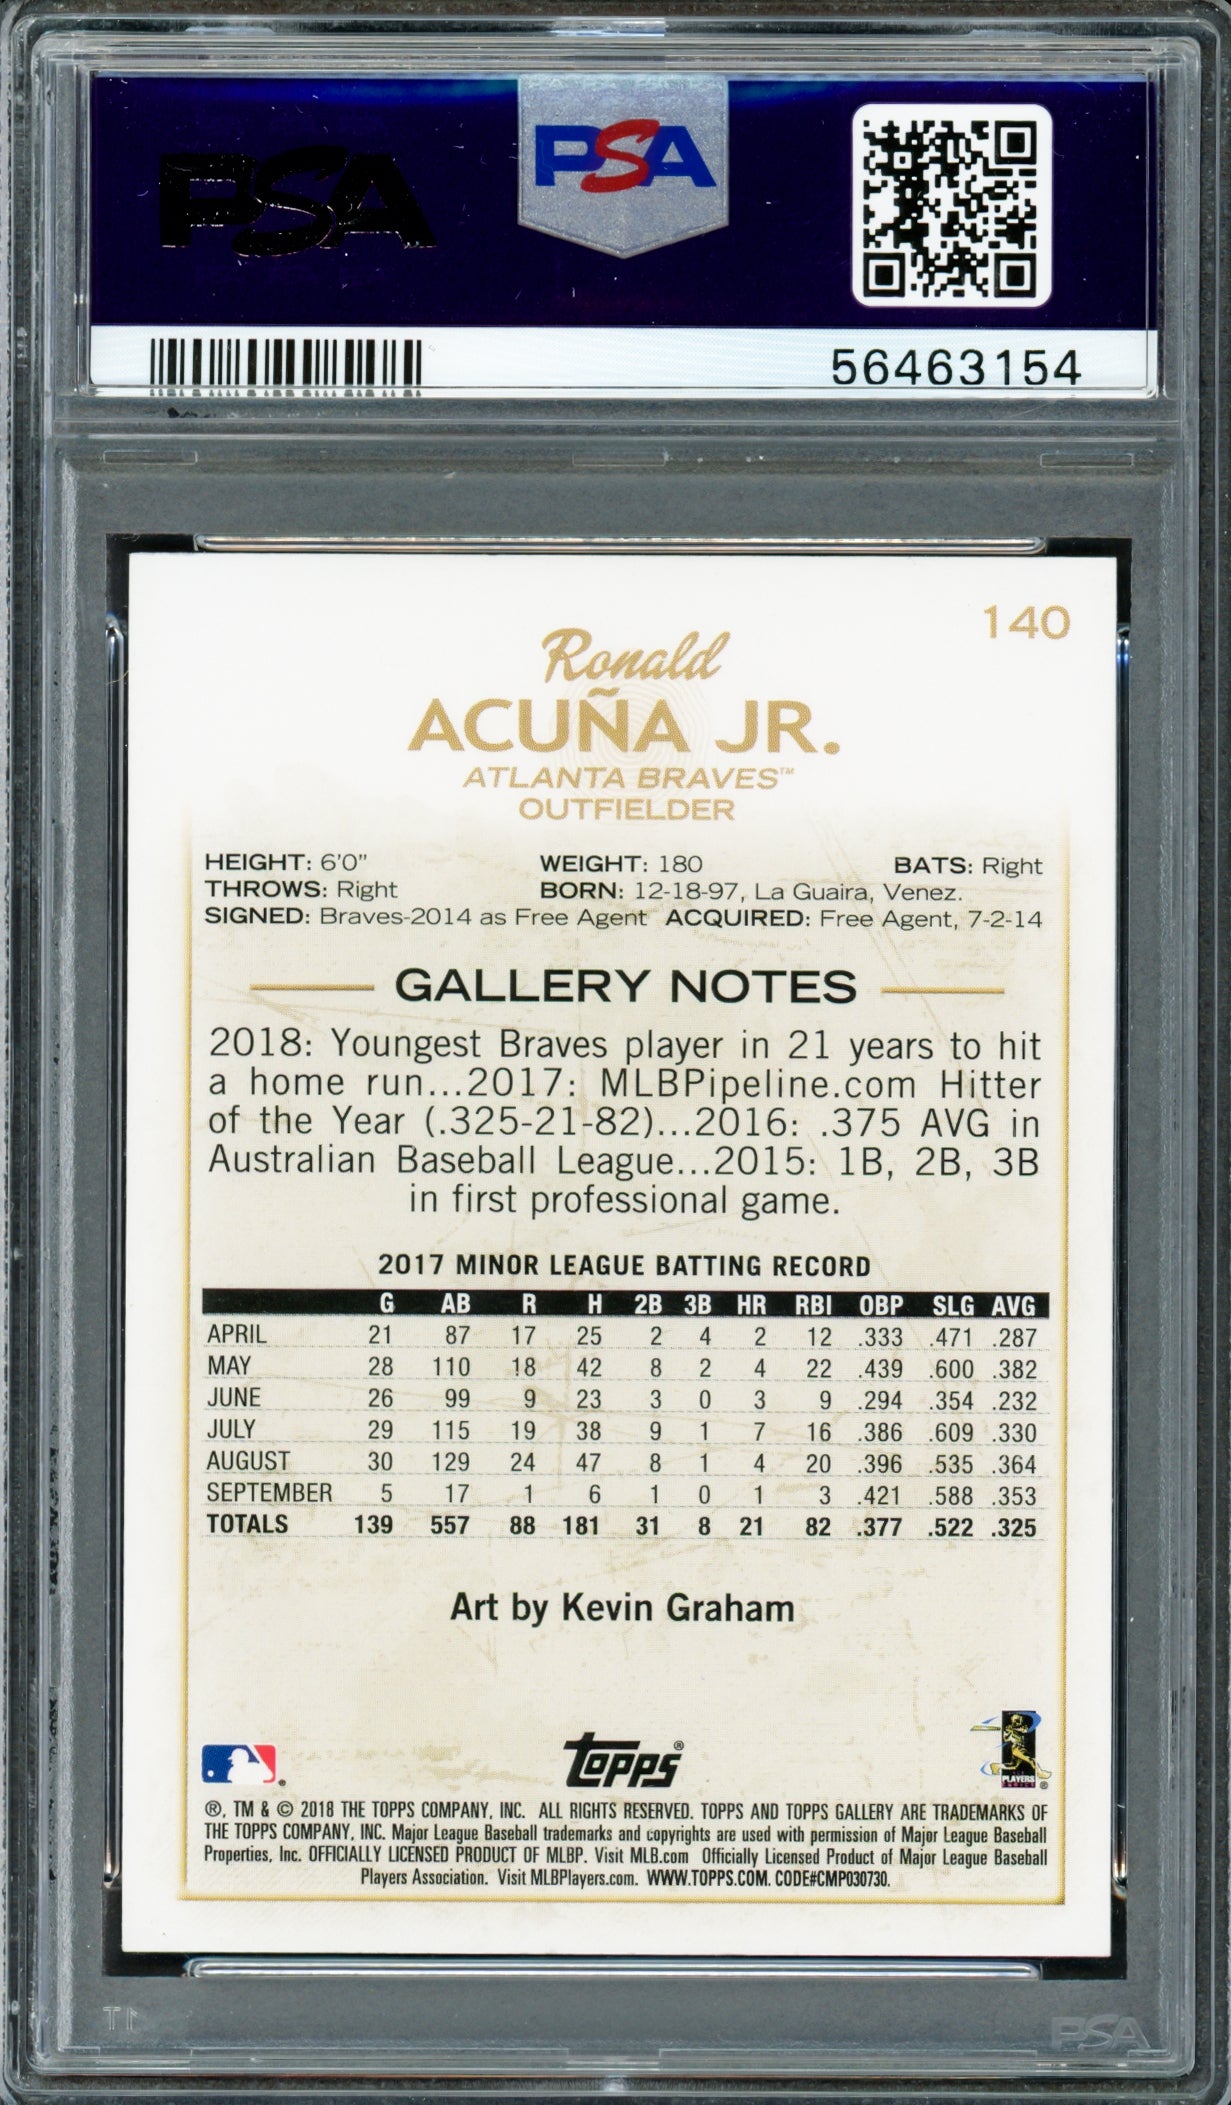 PSA PSA
56463154
140
Ronald
ACUÑA JR.
ATLANTA BRAVES™
OUTFIELDER
HEIGHT: 6'0" WEIGHT: 180 BATS: Right
THROWS: Right BORN: 12-18-97, La Guaira, Venez.
SIGNED: Braves-2014 as Free Agent ACQUIRED: Free Agent, 7-2-14
GALLERY NOTES
2018: Youngest Braves player in 21 years to hit
a home run...2017: MLBPipeline.com Hitter
of the Year (.325-21-82)...2016: .375 AVG in
Australian Baseball League...2015: 1B, 2B, 3B
in first professional game.
2017 MINOR LEAGUE BATTING RECORD
G AB R H 2B 3B HR RBI OBP SLG AVG
APRIL 21 87 17 25 2 4 2 12 .333 .471 .287
MAY 28 110 18 42 8 2 4 22 .439 .600 .382
JUNE 26 99 9 23 3 0 3 9 .294 .354 .232
JULY 29 115 19 38 9 1 7 16 .386 .609 .330
AUGUST 30 129 24 47 8 1 4 20 .396 .535 .364
SEPTEMBER 5 17 1 6 1 0 1 3 .421 .588 .353
TOTALS 139 557 88 181 31 8 21 82 .377 .522 .325
Art by Kevin Graham
topps®
PLAYERS
®, TM & © 2018 THE TOPPS COMPANY, INC. ALL RIGHTS RESERVED. TOPPS AND TOPPS GALLERY ARE TRADEMARKS OF
THE TOPPS COMPANY, INC. Major League Baseball trademarks and copyrights are used with permission of Major League Baseball
Properties, Inc. OFFICIALLY LICENSED PRODUCT OF MLBP. Visit MLB.com Officially Licensed Product of Major League Baseball
Players Association. Visit MLBPlayers.com. WWW.TOPPS.COM. CODE#CMP030730.
PSA